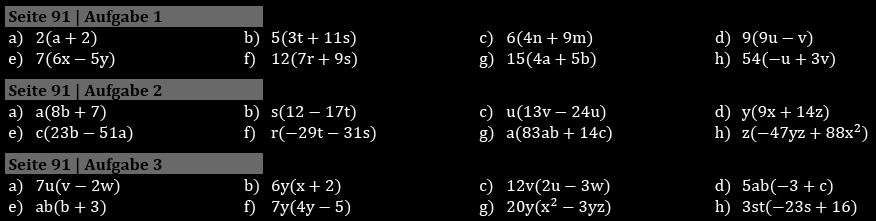 Seite 91 | Aufgabe 1
a) 2(a + 2) b) 5(3t + 11s) c) 6(4n + 9m) d) 9(9u − v)
e) 7(6x − 5y) f) 12(7r + 9s) g) 15(4a + 5b) h) 54(−u + 3v)
Seite 91 | Aufgabe 2
a) a(8b + 7) b) s(12 − 17t) c) u(13v − 24u) d) y(9x + 14z)
e) c(23b − 51a) f) r(−29t − 31s) g) a(83ab + 14c) h) z(−47yz + 88x²)
Seite 91 | Aufgabe 3
a) 7u(v − 2w) b) 6y(x + 2) c) 12v(2u − 3w) d) 5ab(−3 + c)
e) ab(b + 3) f) 7y(4y − 5) g) 20y(x² − 3yz) h) 3st(−23s + 16)